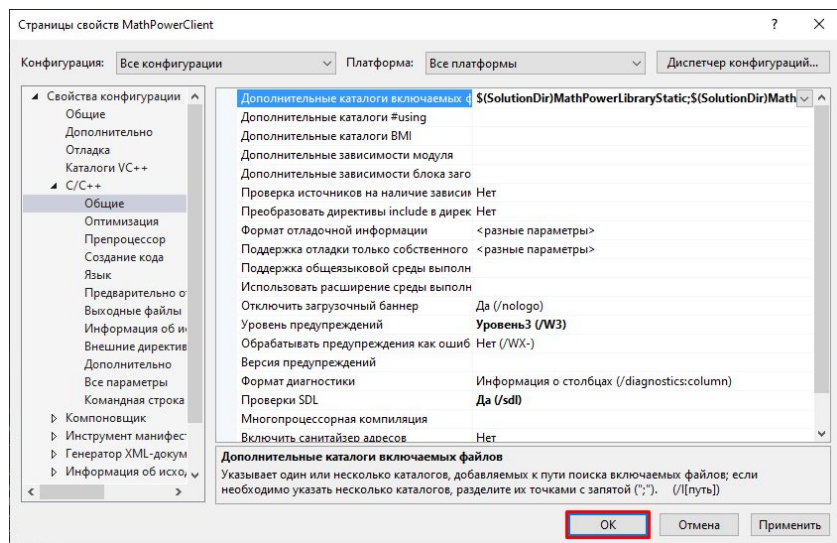 Страницы свойств MathPowerClient ? ×
Конфигурация: Все конфигурации Платформа: Все платформы Диспетчер конфигураций...
Свойства конфигурации
Общие
Дополнительно
Отладка
Каталоги VC++
C/C++
Общие
Оптимизация
Препроцессор
Создание кода
Язык
Предварительно о
Выходные файлы
Информация об и
Внешние директив
Дополнительно
Все параметры
Командная строка
Компоновщик
Инструмент манифес
Генератор XML-докум
Информация об исхо
Дополнительные каталоги включаемых ф $(SolutionDir)MathPowerLibraryStatic;$(SolutionDir)Math
Дополнительные каталоги #using
Дополнительные каталоги BMI
Дополнительные зависимости модуля
Дополнительные зависимости блока заго
Проверка источников на наличие зависим Нет
Преобразовать директивы include в дирек Нет
Формат отладочной информации <разные параметры>
Поддержка отладки только собственного <разные параметры>
Поддержка общеязыковой среды выполн
Использовать расширение среды выполн
Отключить загрузочный баннер Да (/nologo)
Уровень предупреждений Уровень3 (/W3)
Обрабатывать предупреждения как ошиб Нет (/WX-)
Версия предупреждений
Формат диагностики Информация о столбцах (/diagnostics:column)
Проверки SDL Да (/sdl)
Многопроцессорная компиляция
Включить санитайзер адресов Нет
Дополнительные каталоги включаемых файлов
Указывает один или несколько каталогов, добавляемых к пути поиска включаемых файлов; если
необходимо указать несколько каталогов, разделите их точками с запятой (";"). (/I[путь])
ОК Отмена Применить